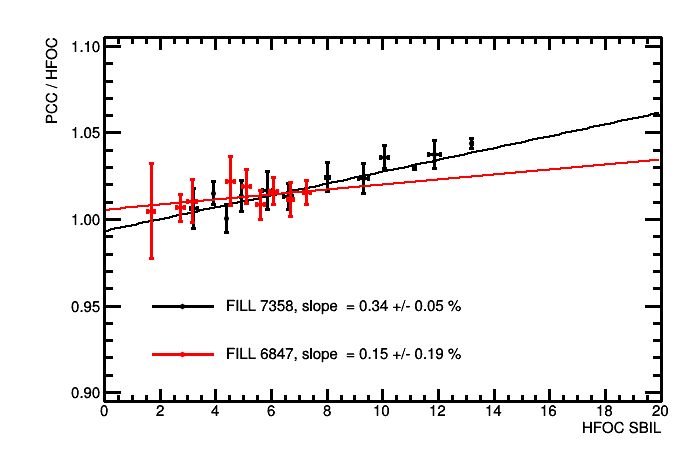 PCC / HFOC
1.10
1.05
1.00
0.95
0.90
FILL 7358, slope = 0.34 +/- 0.05 %
FILL 6847, slope = 0.15 +/- 0.19 %
0 2 4 6 8 10 12 14 16 18 20
HFOC SBIL